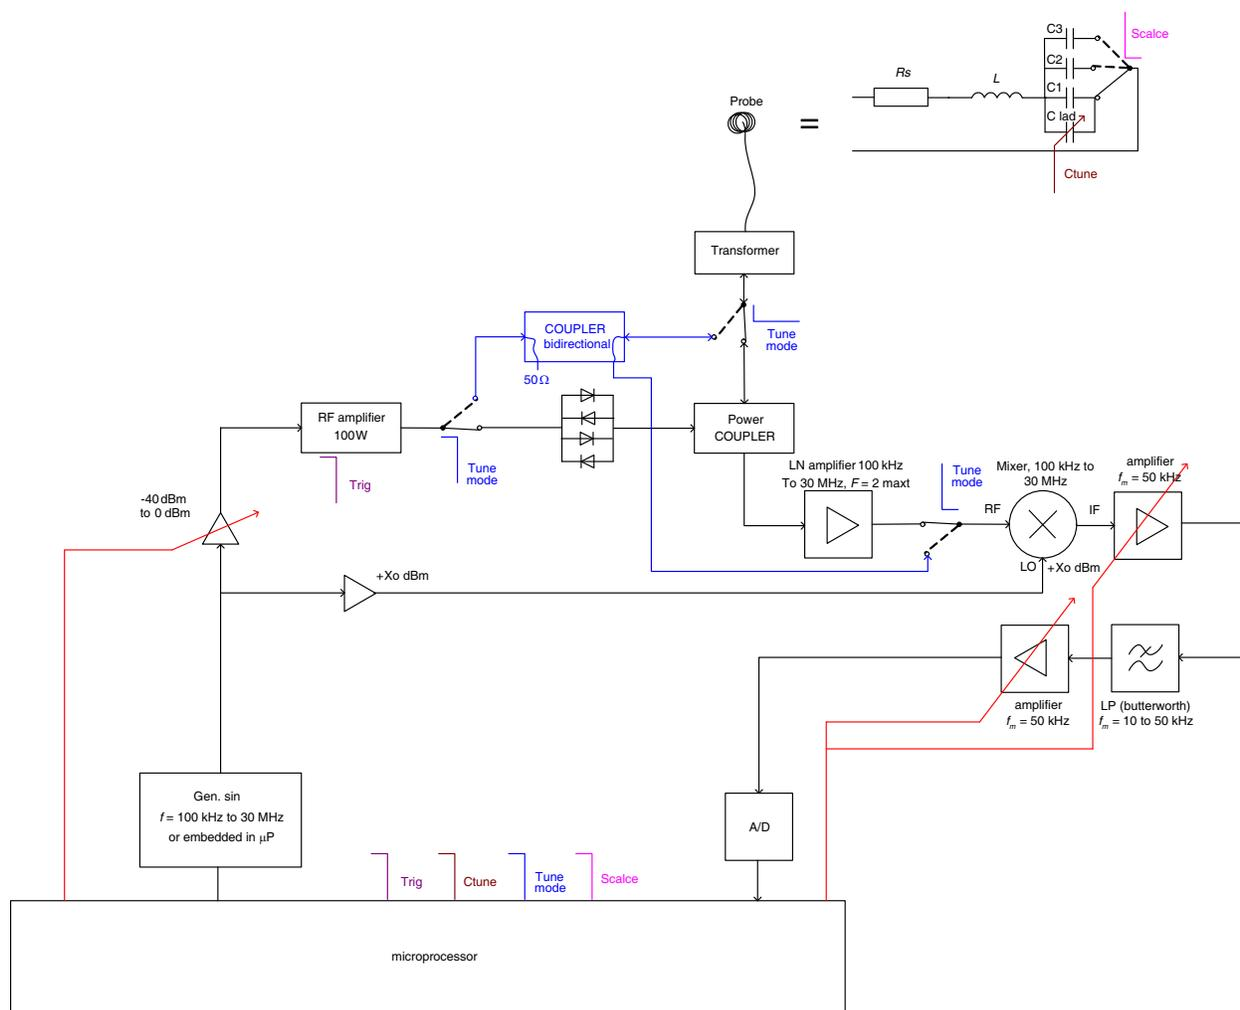 C3
Scalce
C2
Rs
L
C1
Probe
C lad
=
Ctune
Transformer
COUPLER
bidirectional
Tune
mode
50 Ω
RF amplifier
100W
Power
COUPLER
Trig
Tune
mode
LN amplifier 100 kHz
To 30 MHz, F = 2 maxt
Tune
mode
Mixer, 100 kHz to
30 MHz
amplifier
fm = 50 kHz
-40 dBm
to 0 dBm
RF
IF
LO
+Xo dBm
+Xo dBm
amplifier
fm = 50 kHz
LP (butterworth)
fm = 10 to 50 kHz
Gen. sin
f = 100 kHz to 30 MHz
or embedded in μP
A/D
Trig
Ctune
Tune
mode
Scalce
microprocessor